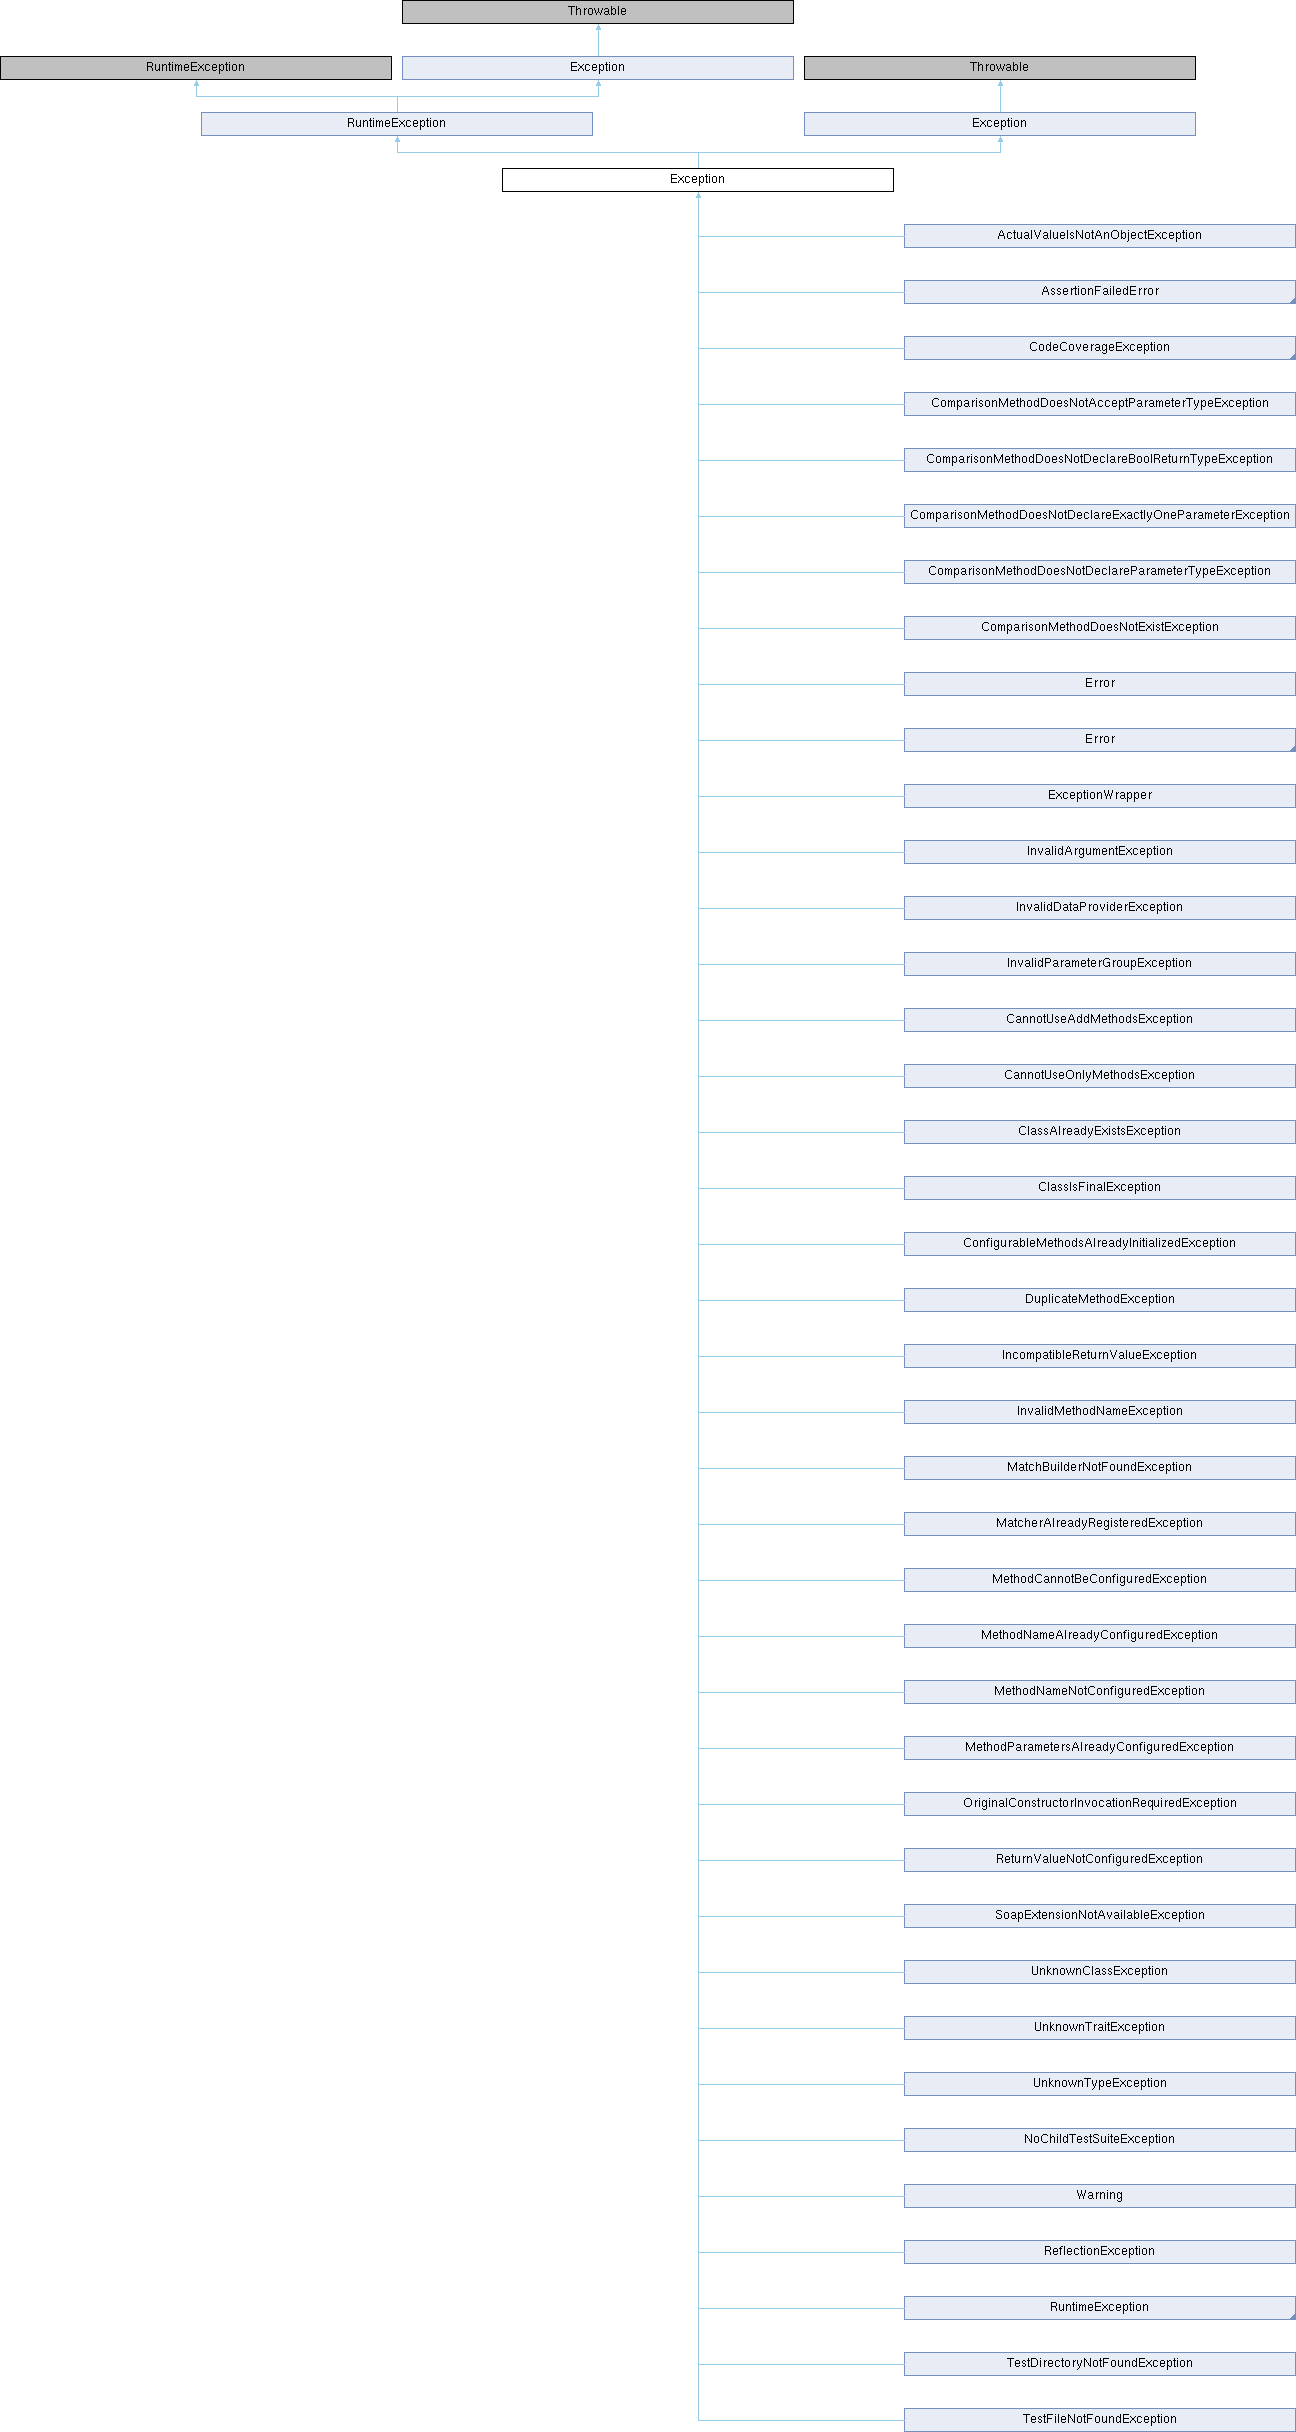 Throwable
RuntimeException
Exception
Throwable
RuntimeException
Exception
Exception
ActualValueIsNotAnObjectException
AssertionFailedError
CodeCoverageException
ComparisonMethodDoesNotAcceptParameterTypeException
ComparisonMethodDoesNotDeclareBoolReturnTypeException
ComparisonMethodDoesNotDeclareExactlyOneParameterException
ComparisonMethodDoesNotDeclareParameterTypeException
ComparisonMethodDoesNotExistException
Error
Error
ExceptionWrapper
InvalidArgumentException
InvalidDataProviderException
InvalidParameterGroupException
CannotUseAddMethodsException
CannotUseOnlyMethodsException
ClassAlreadyExistsException
ClassIsFinalException
ConfigurableMethodsAlreadyInitializedException
DuplicateMethodException
IncompatibleReturnValueException
InvalidMethodNameException
MatchBuilderNotFoundException
MatcherAlreadyRegisteredException
MethodCannotBeConfiguredException
MethodNameAlreadyConfiguredException
MethodNameNotConfiguredException
MethodParametersAlreadyConfiguredException
OriginalConstructorInvocationRequiredException
ReturnValueNotConfiguredException
SoapExtensionNotAvailableException
UnknownClassException
UnknownTraitException
UnknownTypeException
NoChildTestSuiteException
Warning
ReflectionException
RuntimeException
TestDirectoryNotFoundException
TestFileNotFoundException